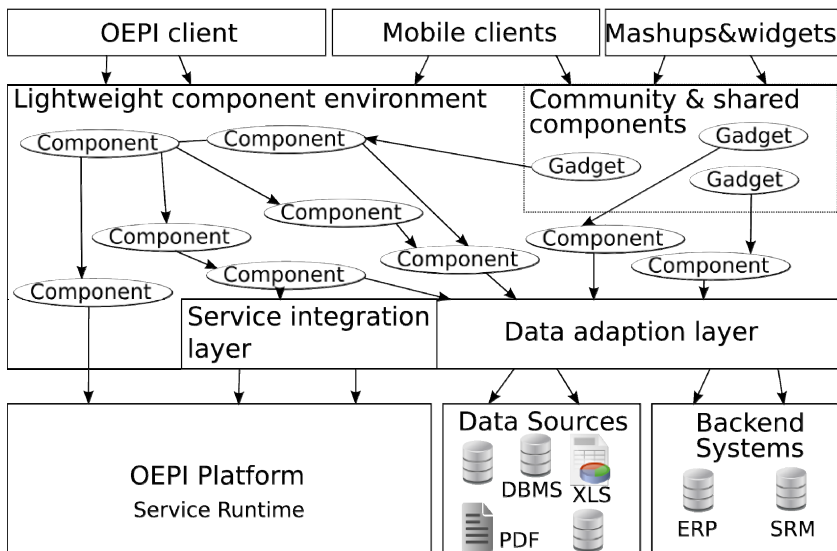 OEPI client
Mobile clients
Mashups&widgets
Lightweight component environment
Community & shared
components
Component
Component
Gadget
Gadget
Gadget
Component
Component
Component
Component
Component
Component
Component
Component
Service integration
layer
Data adaption layer
OEPI Platform
Service Runtime
Data Sources
DBMS
XLS
PDF
Backend
Systems
ERP
SRM